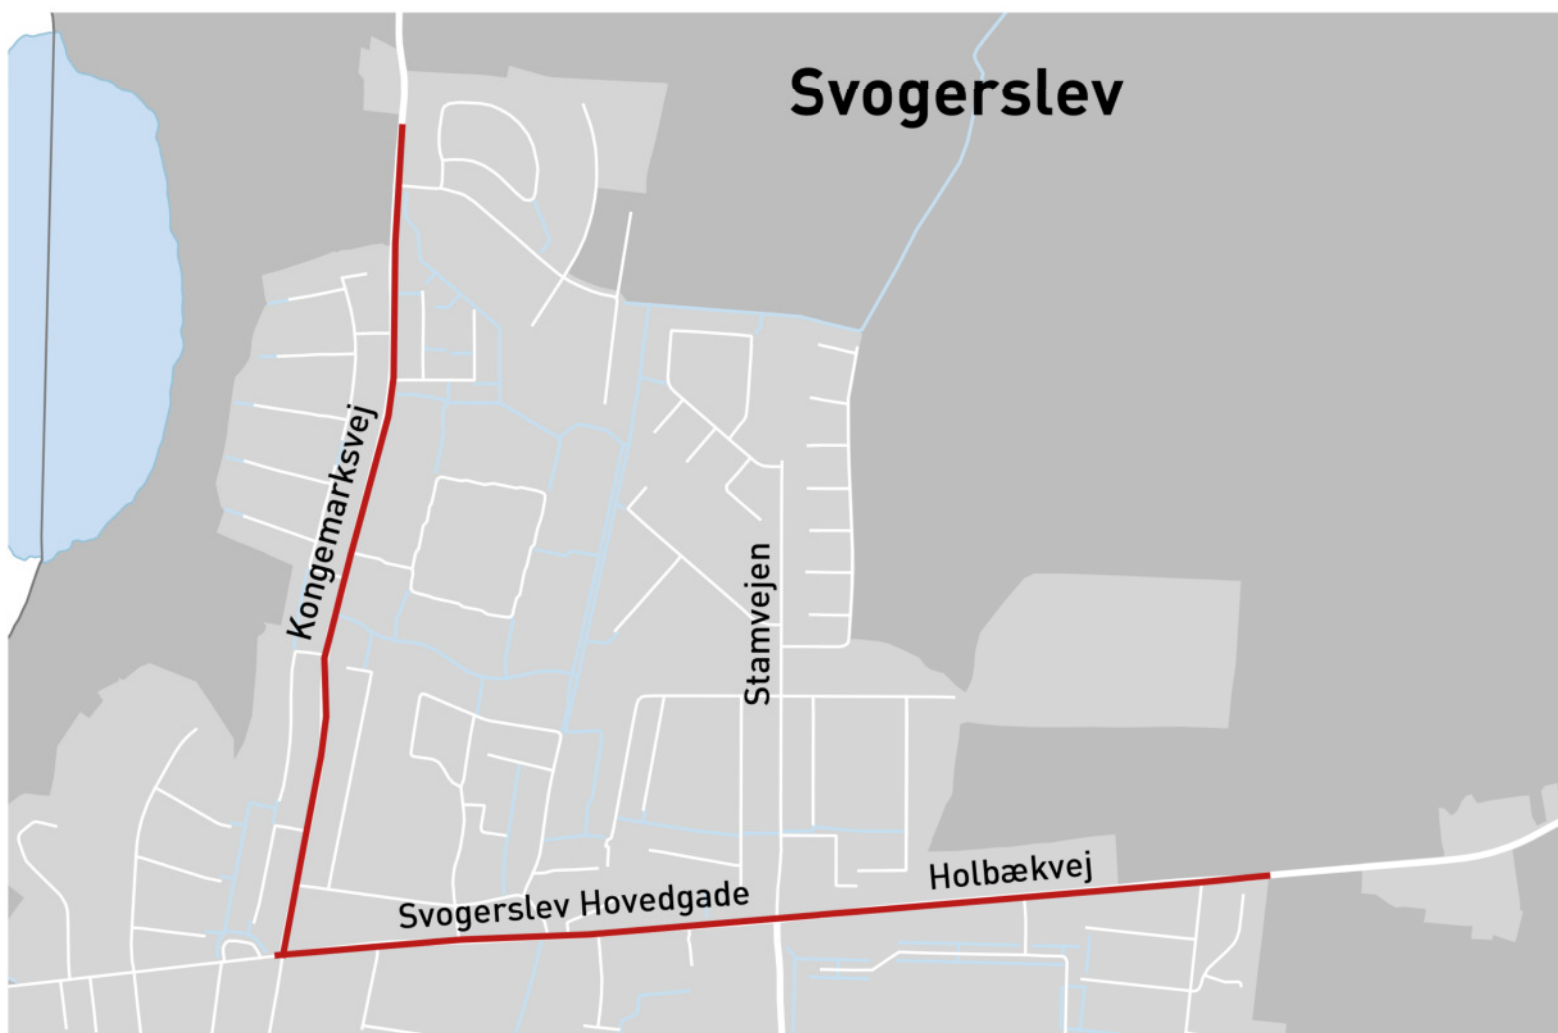 Svogerslev
Kongemarksvej
Stamvejen
Svogerslev Hovedgade
Holbækvej